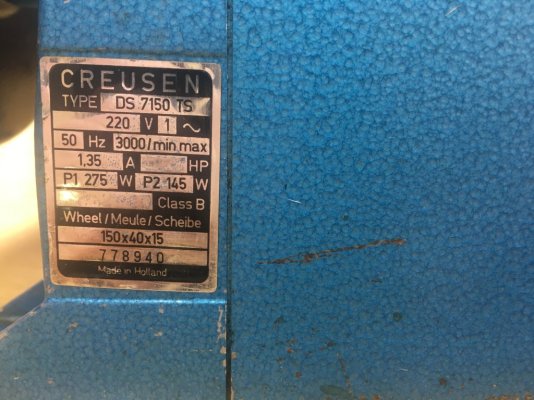 CREUSEN
TYPE DS 7150 TS
220 V 1 ~
50 Hz 3000/min max
1,35 A HP
P1 275 W P2 145 W
Class B
Wheel/Meule/Scheibe
150x40x15
778940
Made in Holland